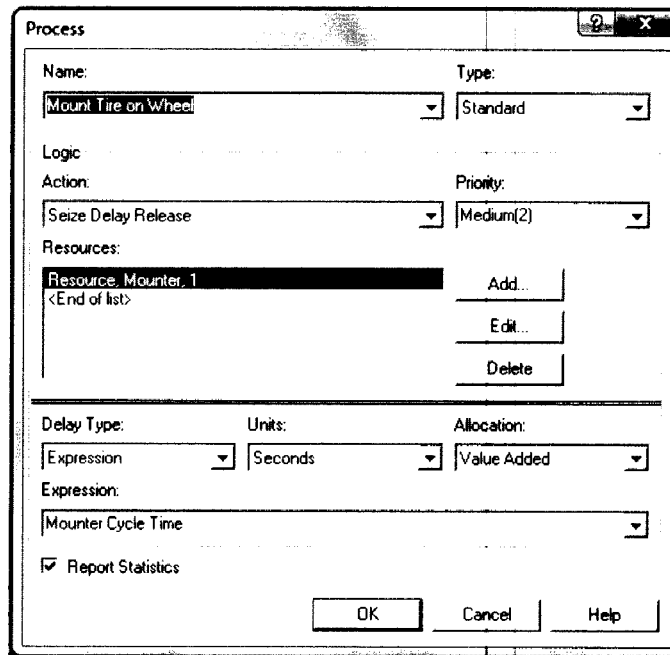 Process
Name:
Type:
Mount Tire on Wheel
Standard
Logic
Action:
Priority:
Seize Delay Release
Medium(2)
Resources:
Resource, Mounter, 1
<End of list>
Add...
Edit...
Delete
Delay Type:
Units:
Allocation:
Expression
Seconds
Value Added
Expression:
Mounter Cycle Time
Report Statistics
OK
Cancel
Help